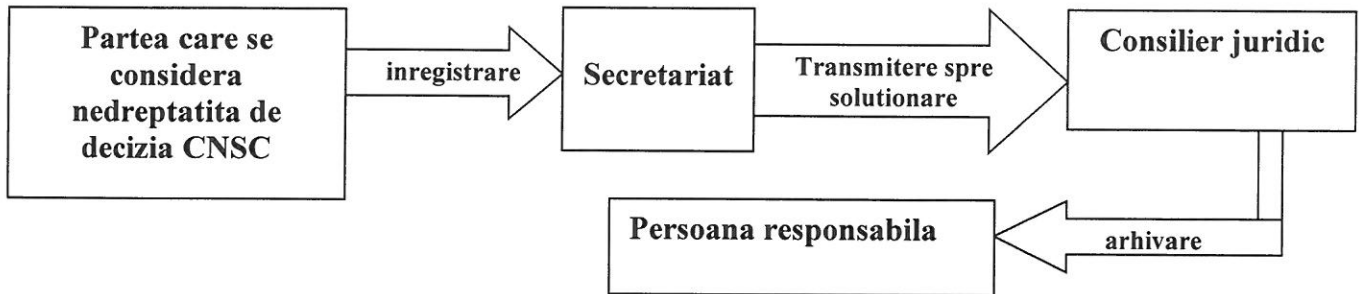 Partea care se
considera
nedreptatita de
decizia CNSC
inregistrare
Secretariat
Transmitere spre
solutionare
Consilier juridic
Persoana responsabila
arhivare